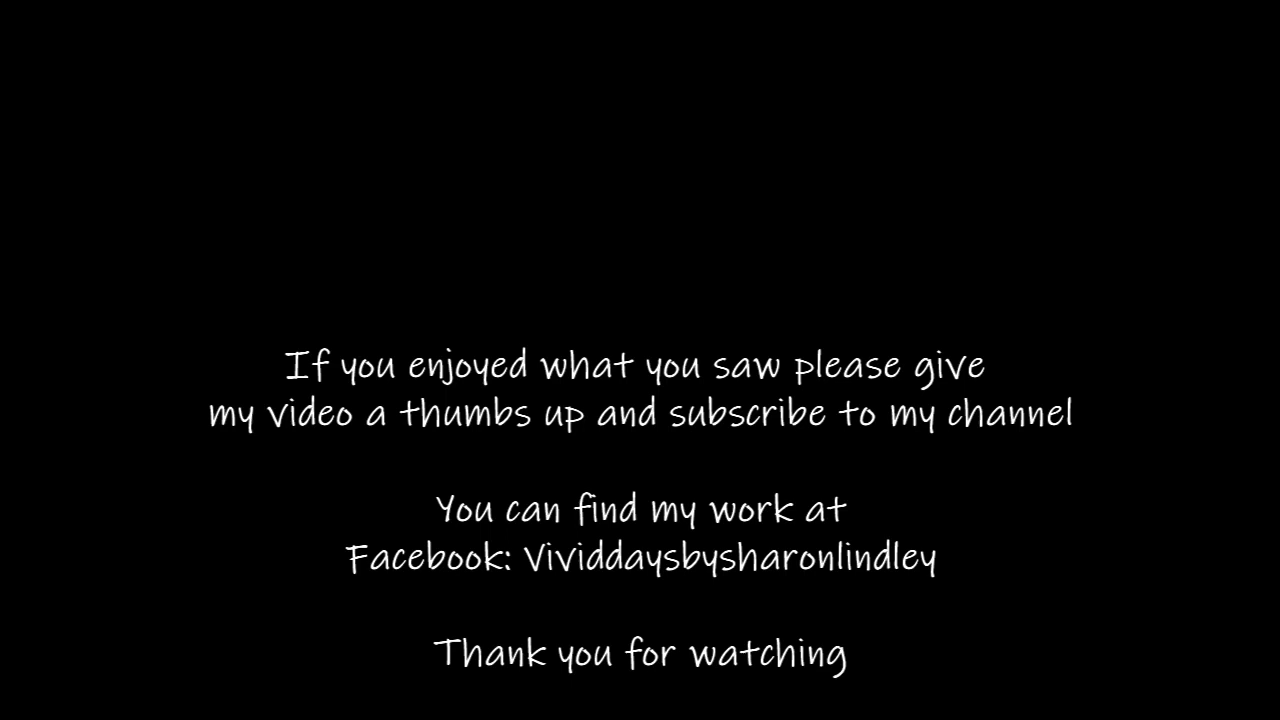 If you enjoyed what you saw please give
my video a thumbs up and subscribe to my channel
You can find my work at
Facebook: Vividdaysbysharonlindley
Thank you for watching